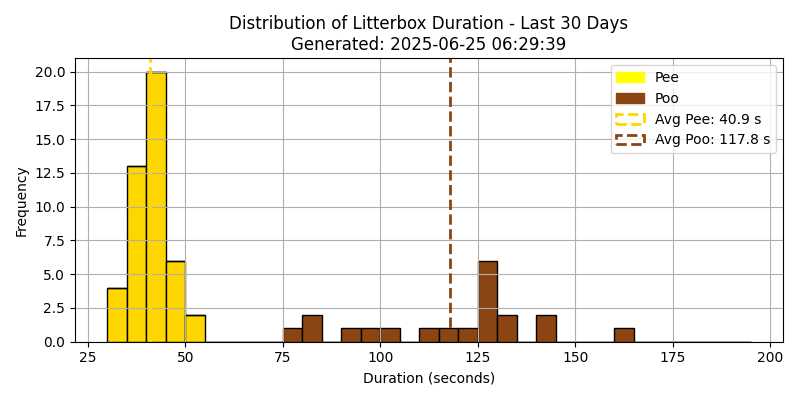 Distribution of Litterbox Duration - Last 30 Days
Generated: 2025-06-25 06:29:39
Pee
Poo
Avg Pee: 40.9 s
Avg Poo: 117.8 s
Frequency
20.0
17.5
15.0
12.5
10.0
7.5
5.0
2.5
0.0
25 50 75 100 125 150 175 200
Duration (seconds)